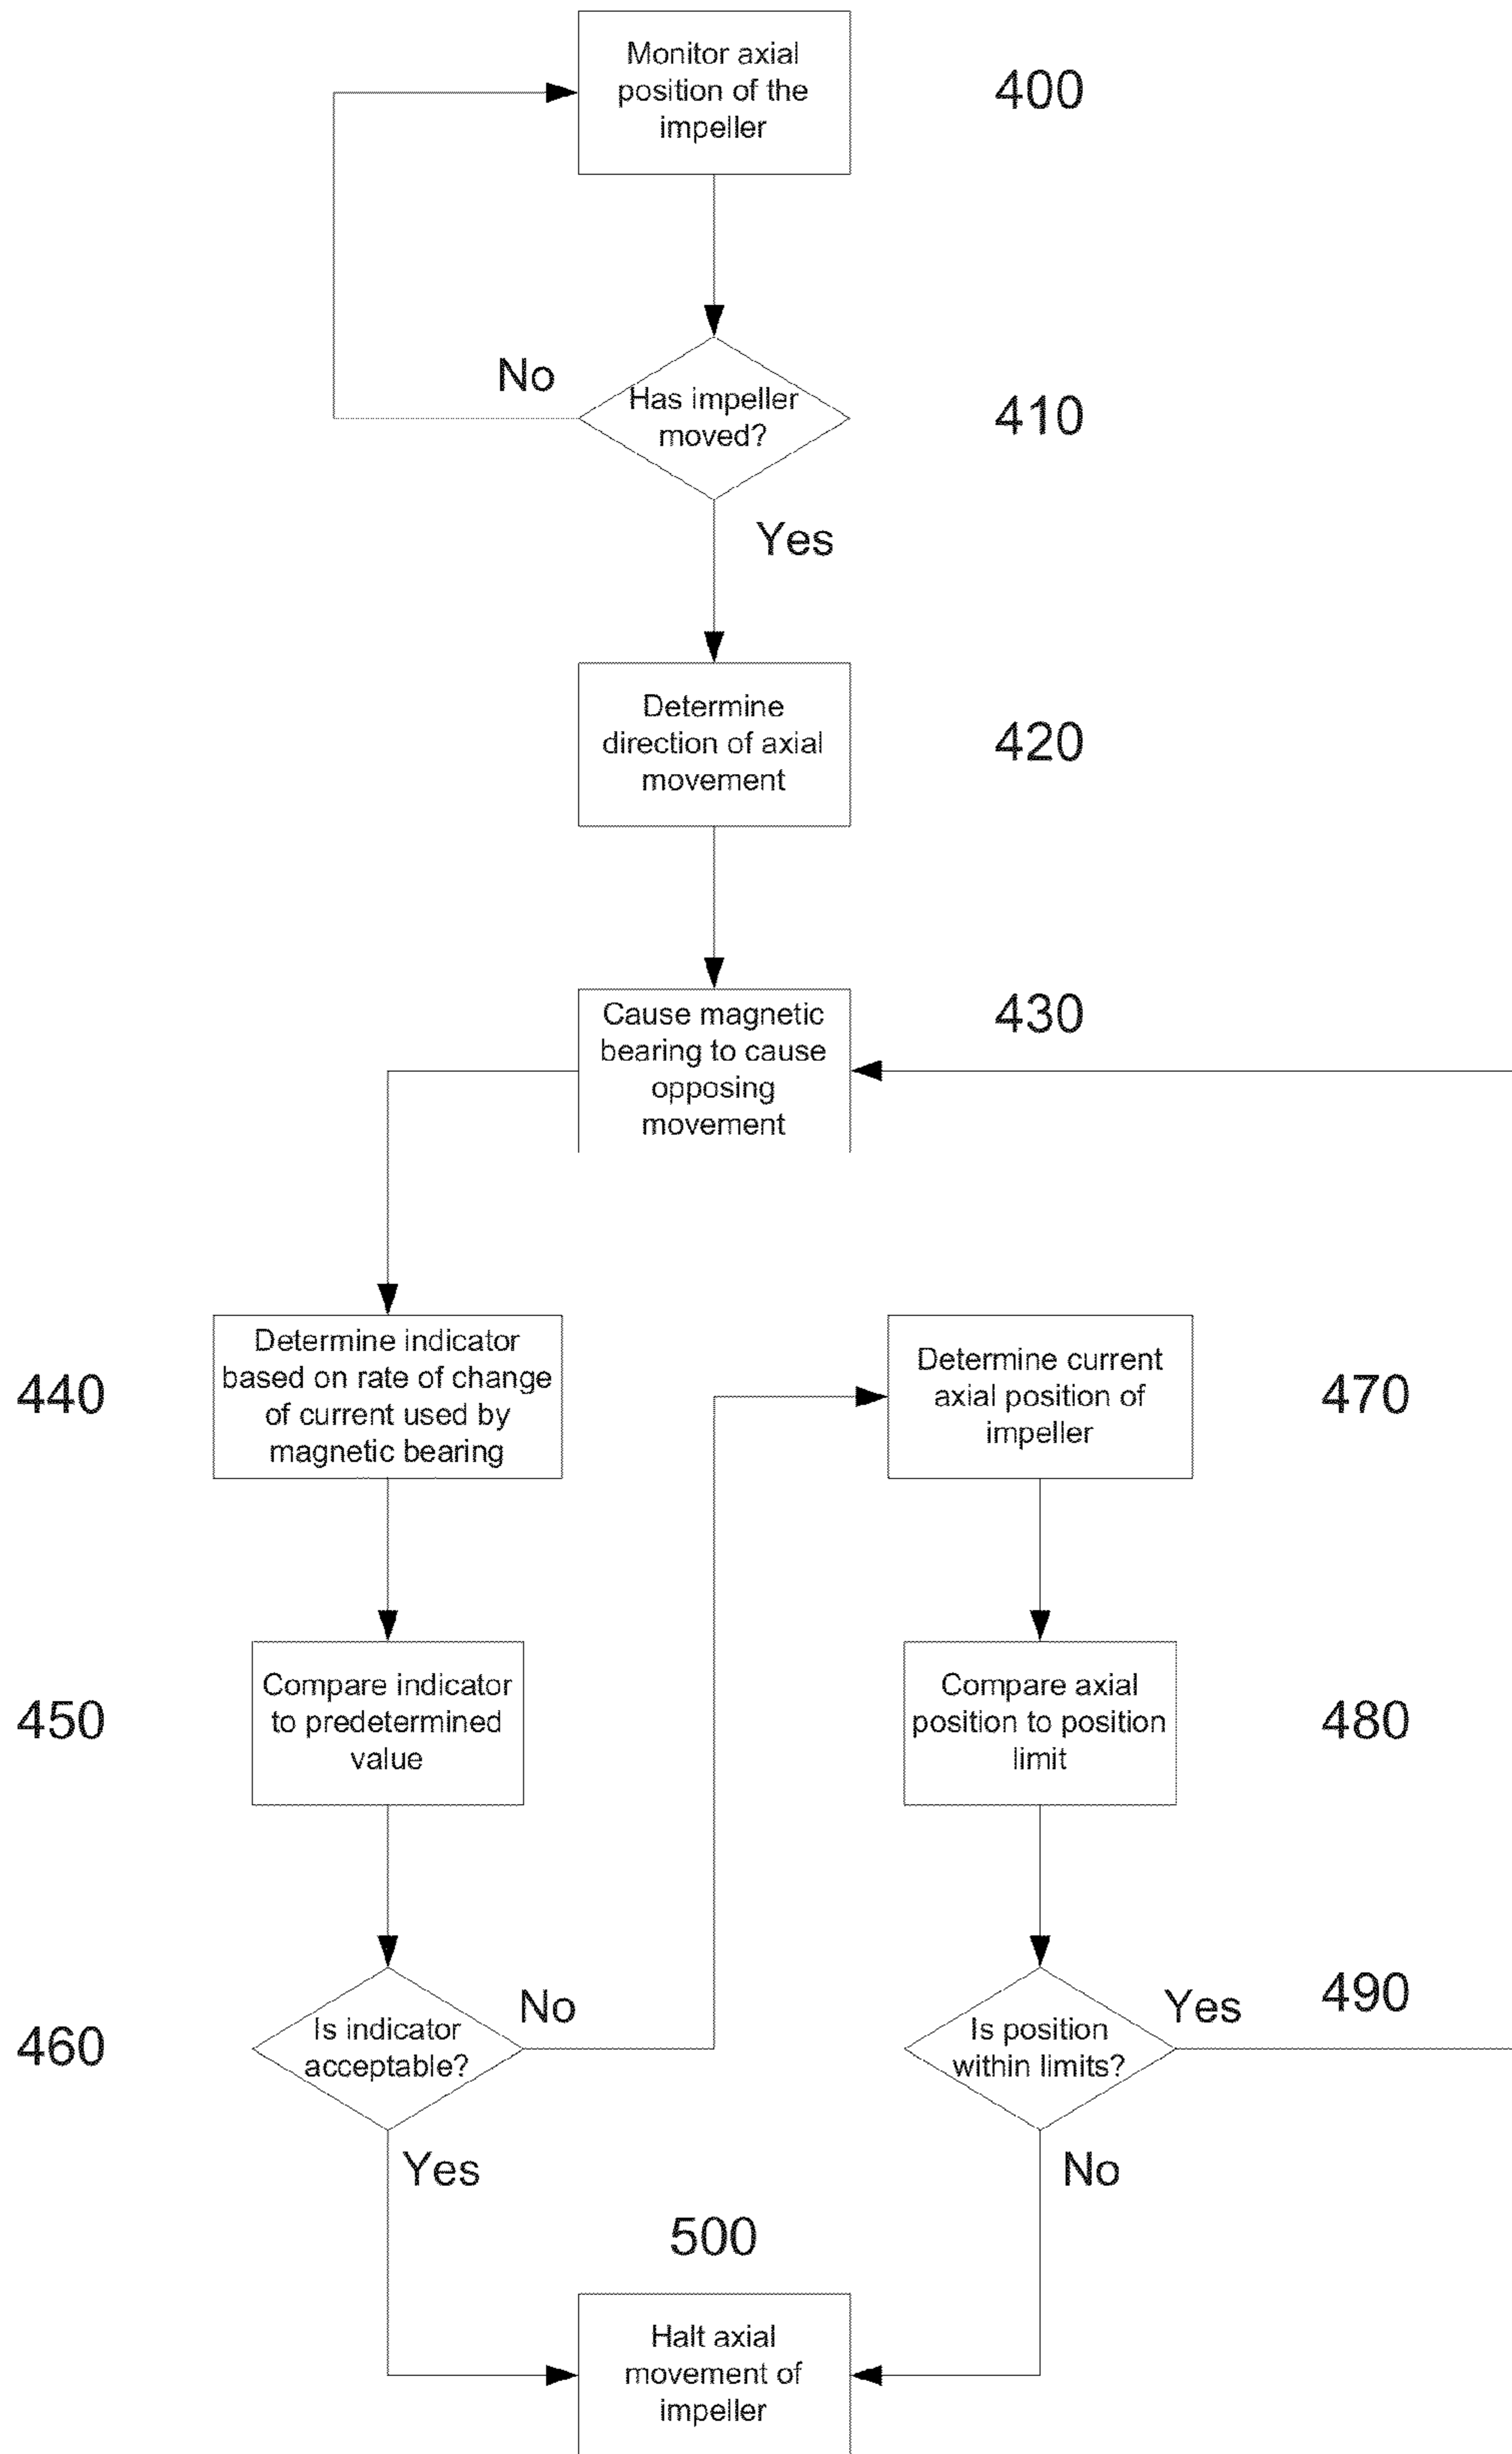 Monitor axial
position of the
impeller
400
No
Has impeller
moved?
410
Yes
Determine
direction of axial
movement
420
Cause magnetic
bearing to cause
opposing
movement
430
440
Determine indicator
based on rate of change
of current used by
magnetic bearing
Determine current
axial position of
impeller
470
450
Compare indicator
to predetermined
value
Compare axial
position to position
limit
480
460
Is indicator
acceptable?
No
Is position
within limits?
Yes
490
Yes
No
500
Halt axial
movement of
impeller